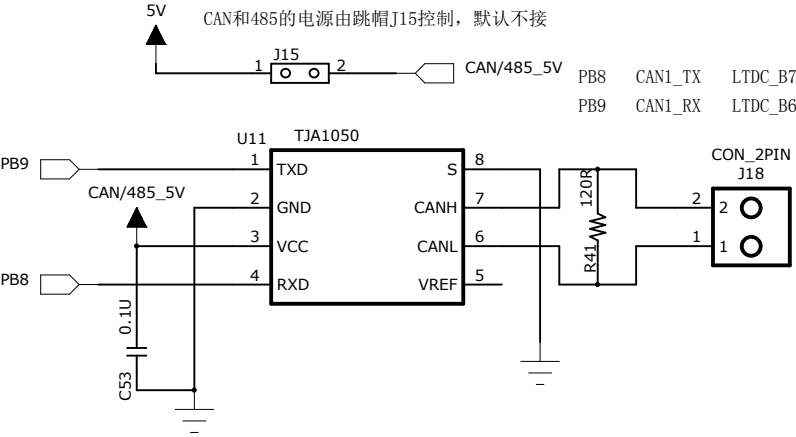 5V
CAN和485的电源由跳帽J15控制，默认不接
J15
1 2
CAN/485_5V
PB8 CAN1_TX LTDC_B7
PB9 CAN1_RX LTDC_B6
U11 TJA1050
CON_2PIN
J18
PB9
1 TXD
S 8
120R
CAN/485_5V
2 GND
CANH 7
2 2
3 VCC
CANL 6
1 1
R41
PB8
4 RXD
VREF 5
0.1U
C53